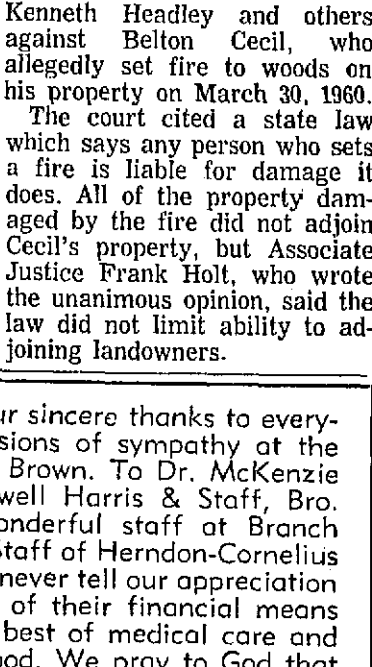 Kenneth Headley and others
against Belton Cecil, who
allegedly set fire to woods on
his property on March 30, 1960.
The court cited a state law
which says any person who sets
a fire is liable for damage it
does. All of the property dam-
aged by the fire did not adjoin
Cecil's property, but Associate
Justice Frank Holt, who wrote
the unanimous opinion, said the
law did not limit ability to ad-
joining landowners.
ur sincere thanks to every-
sions of sympathy at the
Brown. To Dr. McKenzie
well Harris & Staff, Bro.
onderful staff at Branch
Staff of Herndon-Cornelius
never tell our appreciation
of their financial means
best of medical care and
We pray to God that